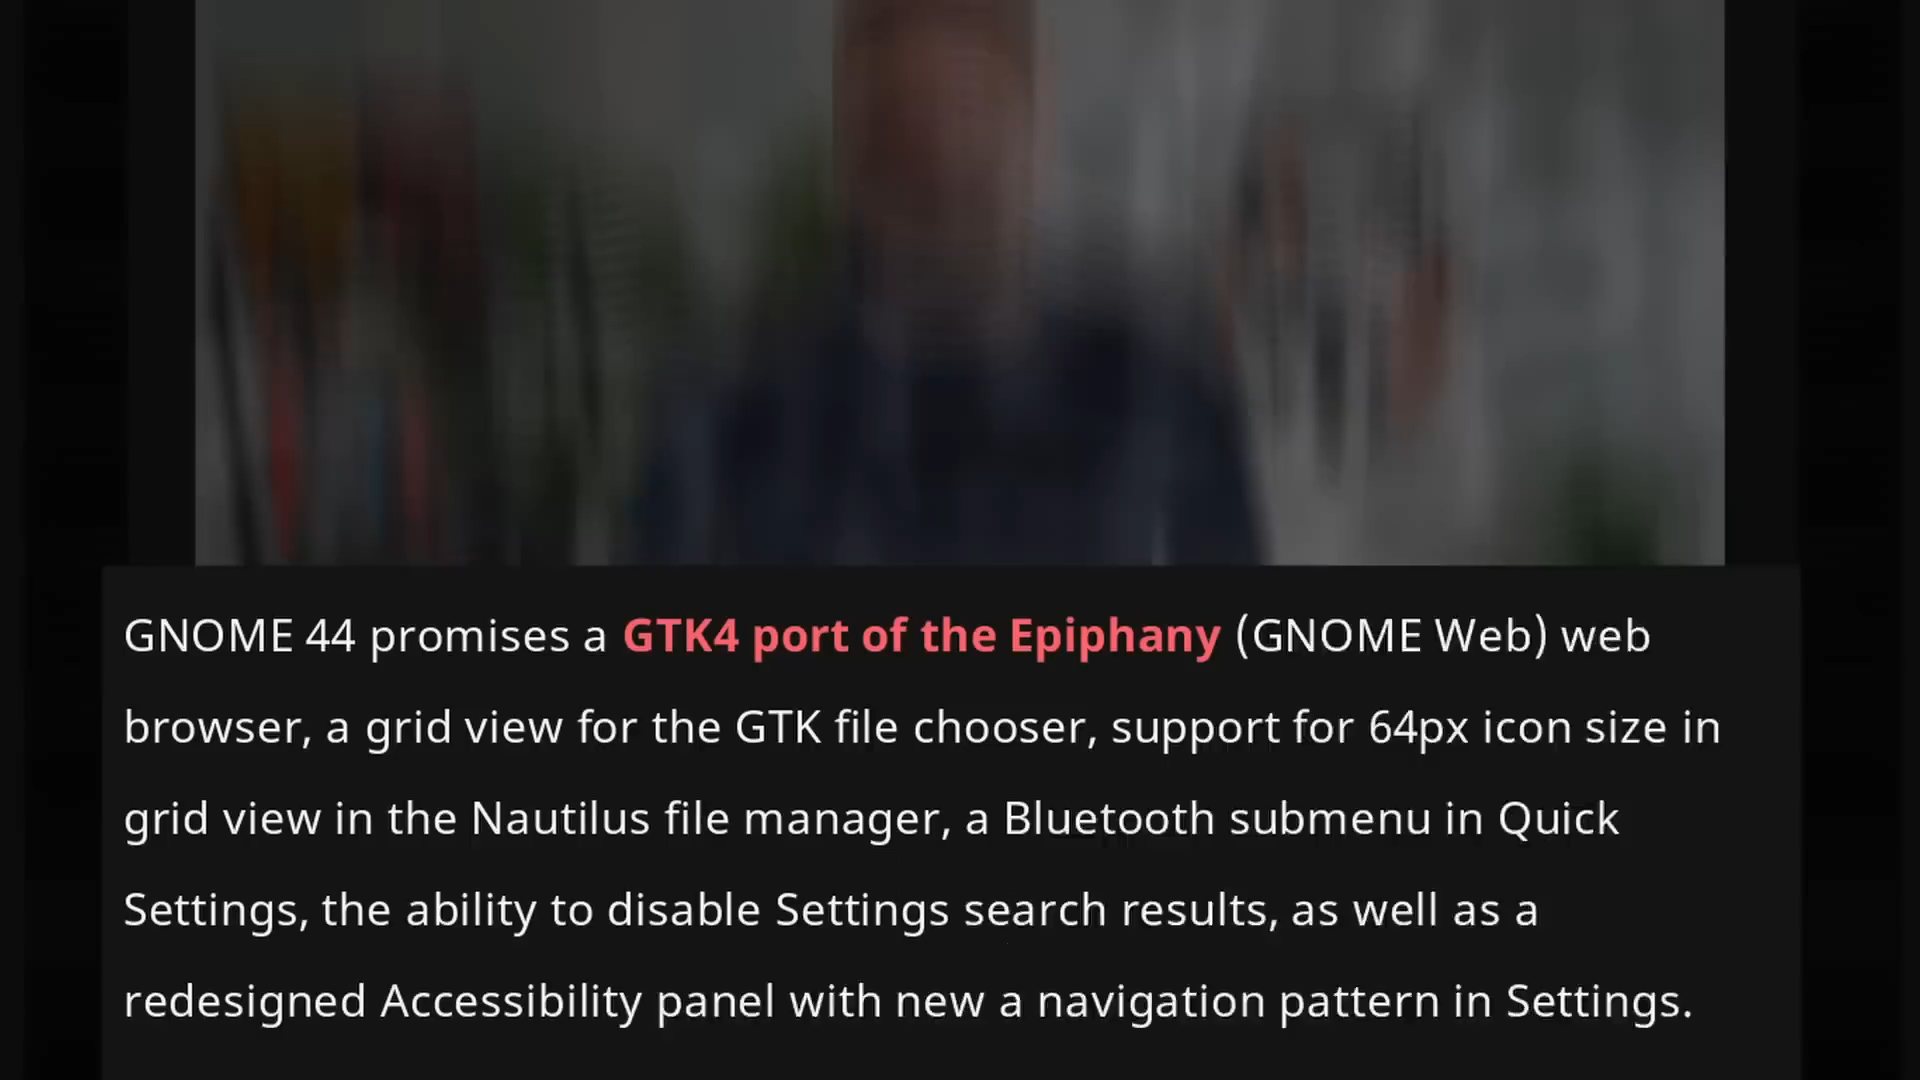 GNOME 44 promises a GTK4 port of the Epiphany (GNOME Web) web
browser, a grid view for the GTK file chooser, support for 64px icon size in
grid view in the Nautilus file manager, a Bluetooth submenu in Quick
Settings, the ability to disable Settings search results, as well as a
redesigned Accessibility panel with new a navigation pattern in Settings.